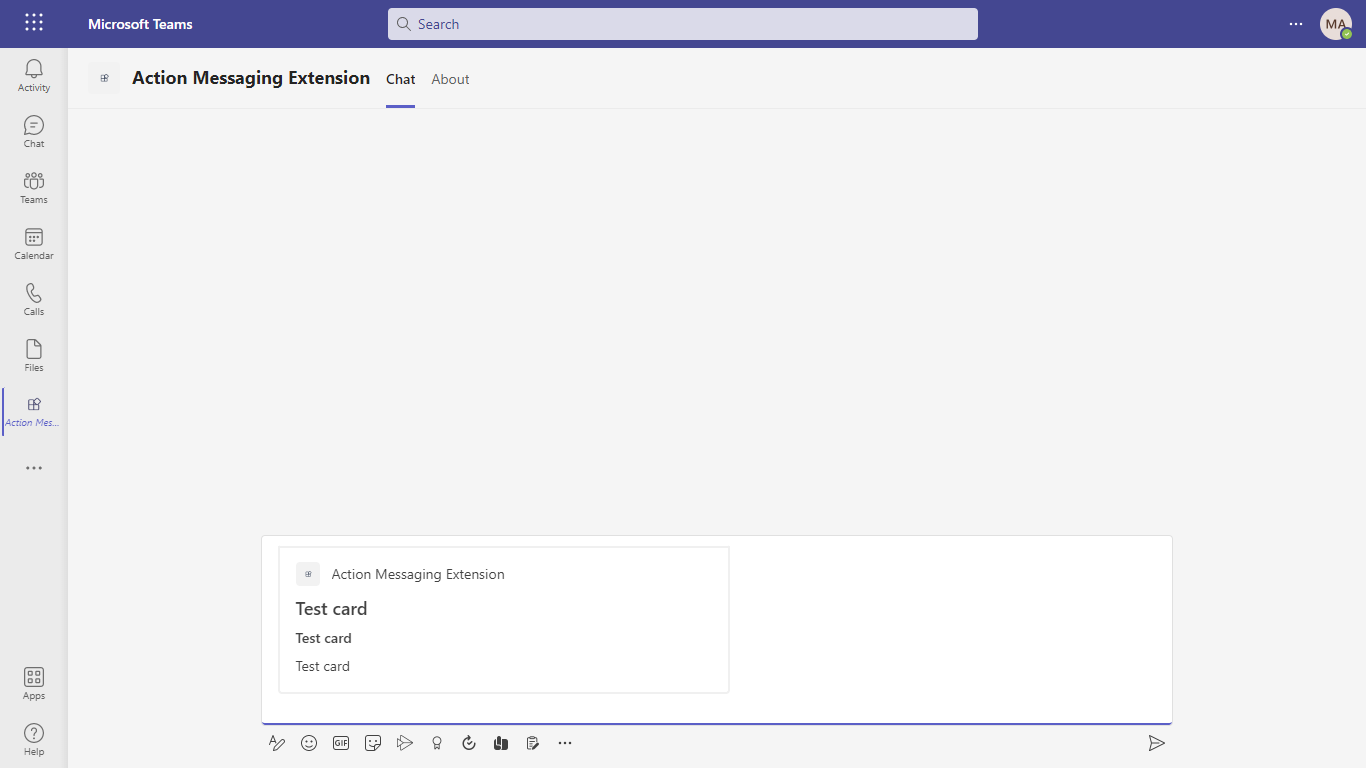 Microsoft Teams
Search
MA
Activity
Chat
Teams
Calendar
Calls
Files
Action Mes...
Apps
Help
Action Messaging Extension
Chat
About
Action Messaging Extension
Test card
Test card
Test card
GIF